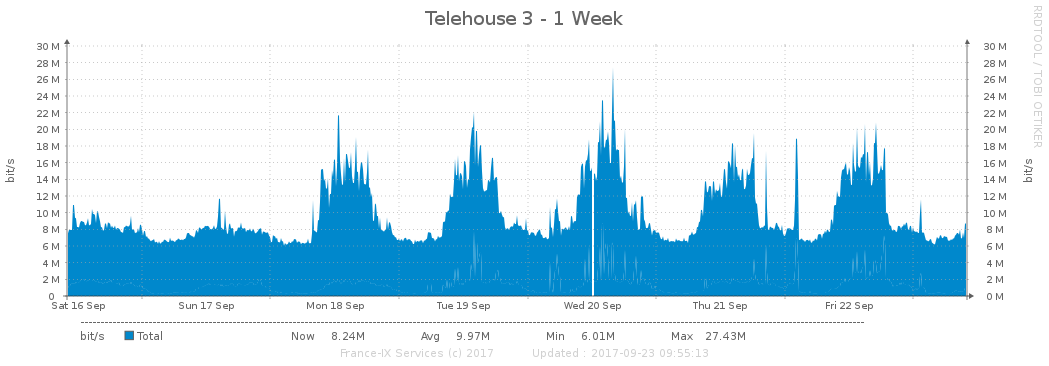 Telehouse 3 - 1 Week
RRDTOOL / TOBI OETIKER
bit/s
30 M 30 M
28 M 28 M
26 M 26 M
24 M 24 M
22 M 22 M
20 M 20 M
18 M 18 M
16 M 16 M
14 M 14 M
12 M 12 M
10 M 10 M
8 M 8 M
6 M 6 M
4 M 4 M
2 M 2 M
0 0 M
bit/s
Sat 16 Sep Sun 17 Sep Mon 18 Sep Tue 19 Sep Wed 20 Sep Thu 21 Sep Fri 22 Sep
bit/s Total Now 8.24M Avg 9.97M Min 6.01M Max 27.43M
France-IX Services (c) 2017 Updated : 2017-09-23 09:55:13